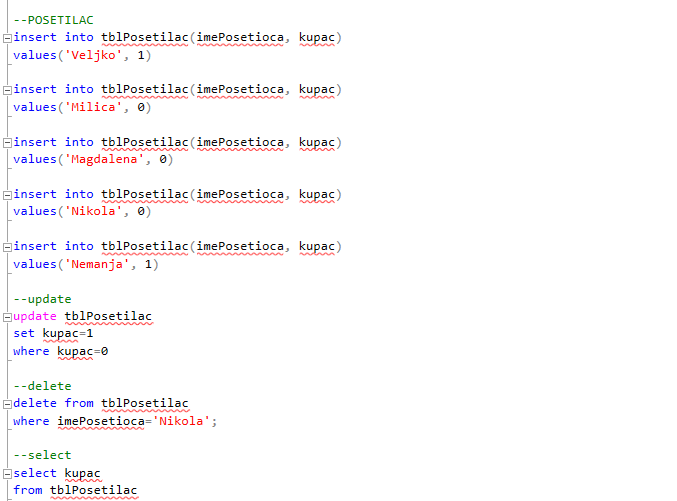 --POSETILAC
insert into tblPosetilac(imePosetioca, kupac)
values('Veljko', 1)
insert into tblPosetilac(imePosetioca, kupac)
values('Milica', 0)
insert into tblPosetilac(imePosetioca, kupac)
values('Magdalena', 0)
insert into tblPosetilac(imePosetioca, kupac)
values('Nikola', 0)
insert into tblPosetilac(imePosetioca, kupac)
values('Nemanja', 1)
--update
update tblPosetilac
set kupac=1
where kupac=0
--delete
delete from tblPosetilac
where imePosetioca='Nikola';
--select
select kupac
from tblPosetilac